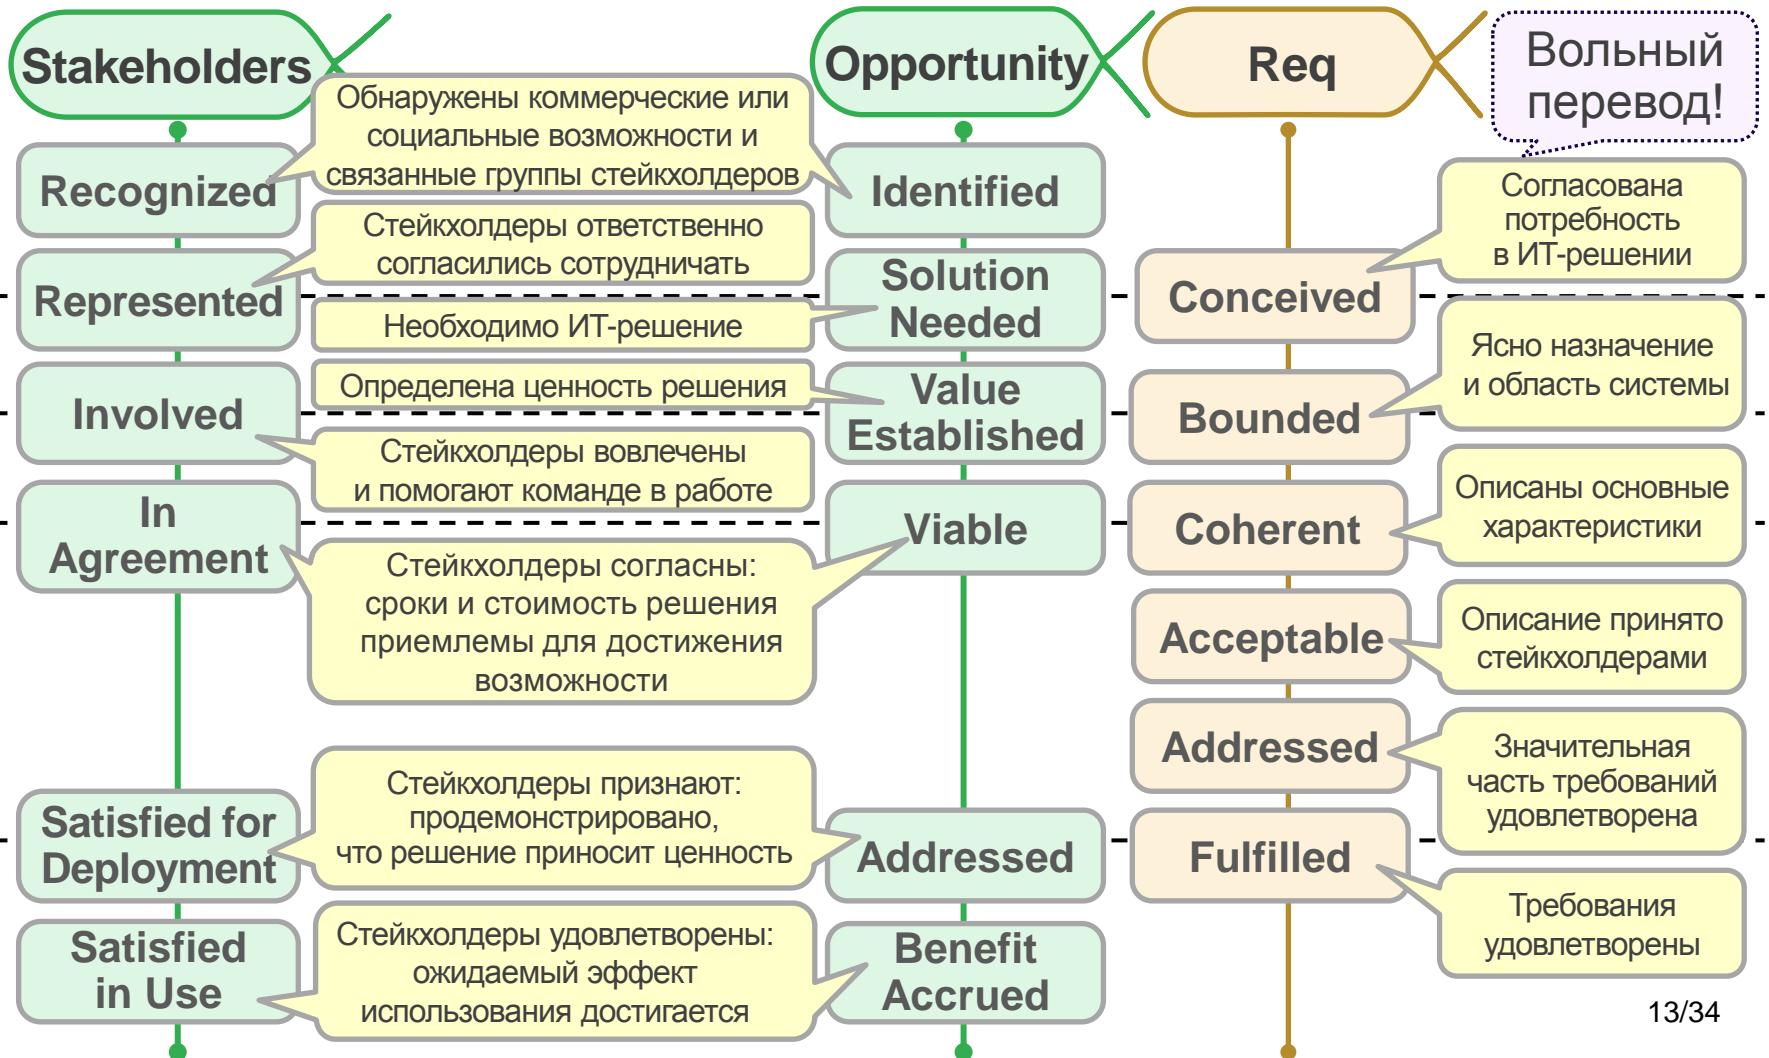 Stakeholders
Opportunity
Req
Вольный
перевод!
Обнаружены коммерческие или
социальные возможности и
связанные группы стейкхолдеров
Recognized
Identified
Согласована
потребность
в ИТ-решении
Стейкхолдеры ответственно
согласились сотрудничать
Represented
Solution
Needed
Conceived
Необходимо ИТ-решение
Ясно назначение
и область системы
Определена ценность решения
Involved
Value
Established
Bounded
Стейкхолдеры вовлечены
и помогают команде в работе
Описаны основные
характеристики
In
Agreement
Viable
Coherent
Стейкхолдеры согласны:
сроки и стоимость решения
приемлемы для достижения
возможности
Acceptable
Описание принято
стейкхолдерами
Addressed
Значительная
часть требований
удовлетворена
Стейкхолдеры признают:
продемонстрировано,
что решение приносит ценность
Satisfied for
Deployment
Addressed
Fulfilled
Требования
удовлетворены
Стейкхолдеры удовлетворены:
ожидаемый эффект
использования достигается
Satisfied
in Use
Benefit
Accrued
13/34